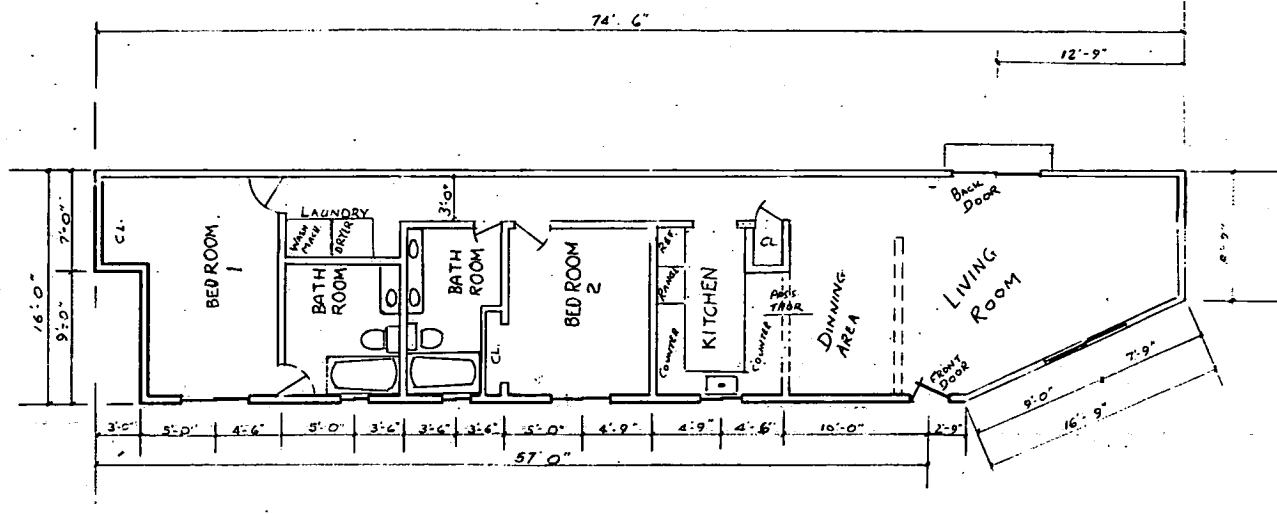 74'. 6"
12'-9"
16'-0"
7'-0"
9'-0"
CL.
BEDROOM
1
LAUNDRY
WASH
MACH.
DRYER
3'-0"
BATH
ROOM
BATH
ROOM
CL.
BEDROOM
2
REF.
RANGE
COUNTER
KITCHEN
CL
COUNTER
DINNING
AREA
BACK
DOOR
LIVING
ROOM
FRONT
DOOR
7'-9"
9'-0"
16'-9"
3'-0"
5'-0"
4'-6"
5'-0"
3'-6"
3'-6"
3'-6"
5'-0"
4'-9"
4'-9"
4'-6"
10'-0"
2'-9"
57'0"